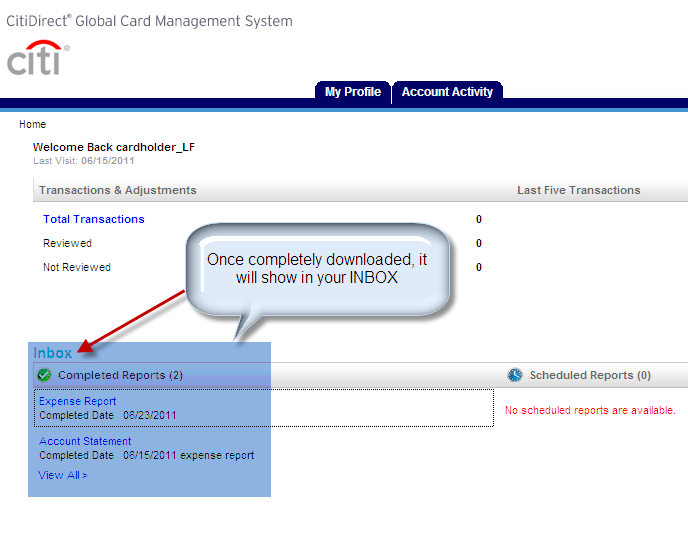 CitiDirect® Global Card Management System
citi®
My Profile Account Activity
Home
Welcome Back cardholder_LF
Last Visit: 06/15/2011
Transactions & Adjustments Last Five Transactions
Total Transactions 0
Reviewed 0
Not Reviewed 0
Once completely downloaded, it
will show in your INBOX
Inbox
Completed Reports (2) Scheduled Reports (0)
Expense Report
Completed Date 06/23/2011
No scheduled reports are available.
Account Statement
Completed Date 06/15/2011 expense report
View All >